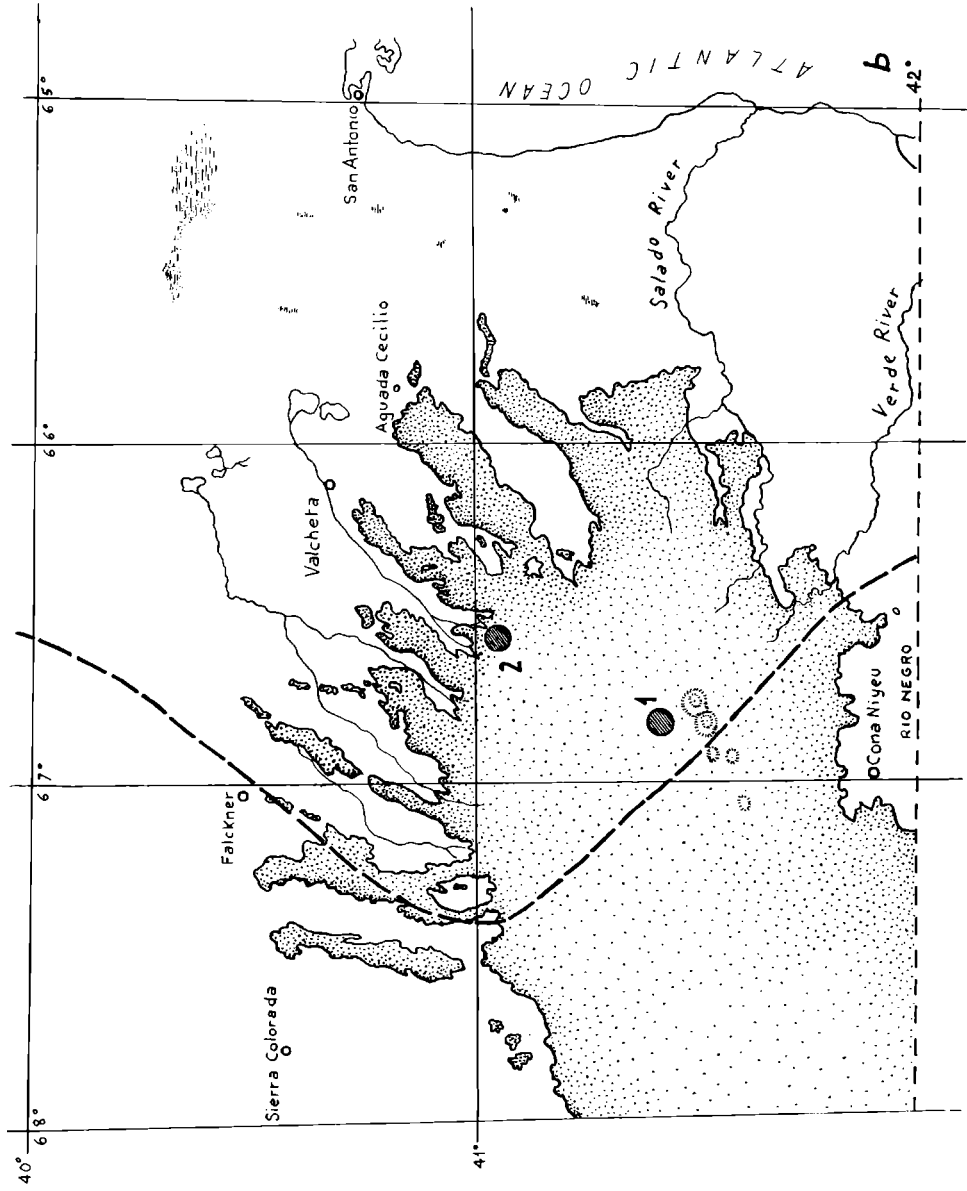 40°
68°
67°
66°
65°
Falckner
Sierra Colorada
Valcheta
San Antonio
Aguada Cecilio
41°
2
ATLANTIC
OCEAN
1
Salado River
Cona Niyeu
Verde River
RIO NEGRO
b
42°